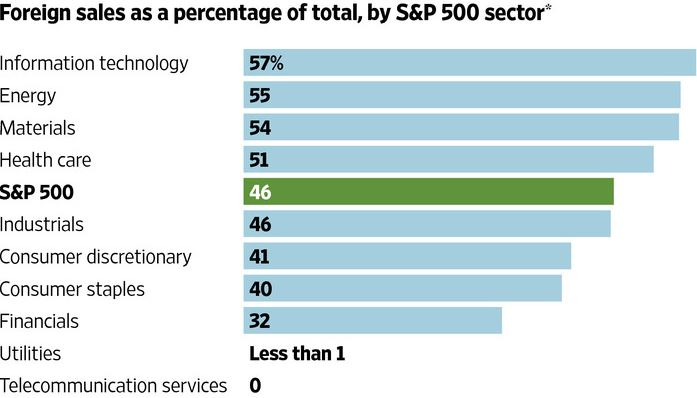 Foreign sales as a percentage of total, by S&P 500 sector*
Information technology 57%
Energy 55
Materials 54
Health care 51
S&P 500 46
Industrials 46
Consumer discretionary 41
Consumer staples 40
Financials 32
Utilities Less than 1
Telecommunication services 0